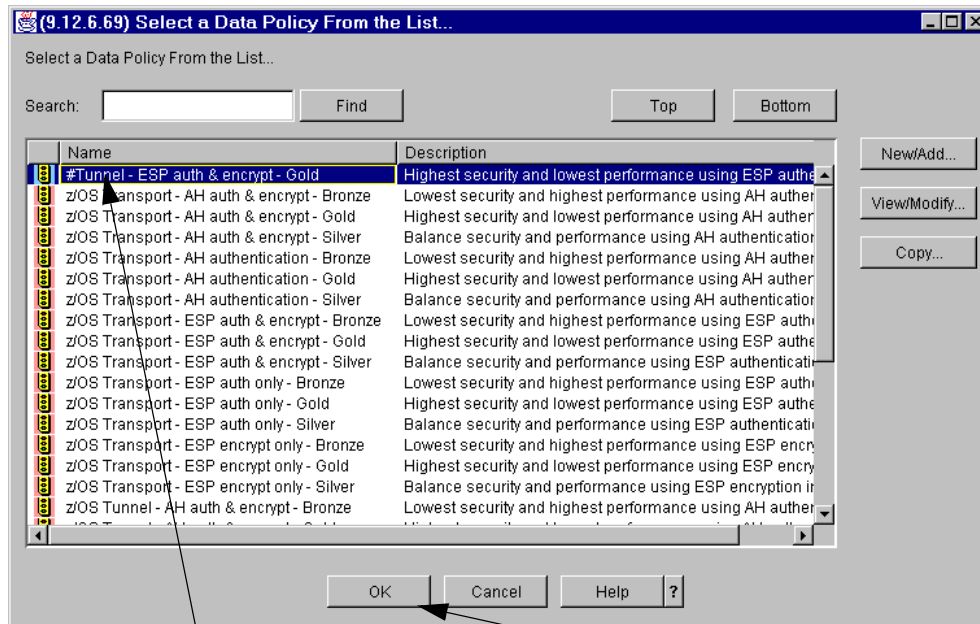 (9.12.6.69) Select a Data Policy From the List...
Select a Data Policy From the List...
Search: Find Top Bottom
Name Description
#Tunnel - ESP auth & encrypt - Gold Highest security and lowest performance using ESP authe
z/OS Transport - AH auth & encrypt - Bronze Lowest security and highest performance using AH auther
z/OS Transport - AH auth & encrypt - Gold Highest security and lowest performance using AH auther
z/OS Transport - AH auth & encrypt - Silver Balance security and performance using AH authentication
z/OS Transport - AH authentication - Bronze Lowest security and highest performance using AH auther
z/OS Transport - AH authentication - Gold Highest security and lowest performance using AH auther
z/OS Transport - AH authentication - Silver Balance security and performance using AH authentication
z/OS Transport - ESP auth & encrypt - Bronze Lowest security and highest performance using ESP auth
z/OS Transport - ESP auth & encrypt - Gold Highest security and lowest performance using ESP authe
z/OS Transport - ESP auth & encrypt - Silver Balance security and performance using ESP authenticati
z/OS Transport - ESP auth only - Bronze Lowest security and highest performance using ESP auth
z/OS Transport - ESP auth only - Gold Highest security and lowest performance using ESP authe
z/OS Transport - ESP auth only - Silver Balance security and performance using ESP authenticati
z/OS Transport - ESP encrypt only - Bronze Lowest security and highest performance using ESP encr
z/OS Transport - ESP encrypt only - Gold Highest security and lowest performance using ESP encry
z/OS Transport - ESP encrypt only - Silver Balance security and performance using ESP encryption i
z/OS Tunnel - AH auth & encrypt - Bronze Lowest security and highest performance using AH auther
New/Add...
View/Modify...
Copy...
OK Cancel Help ?